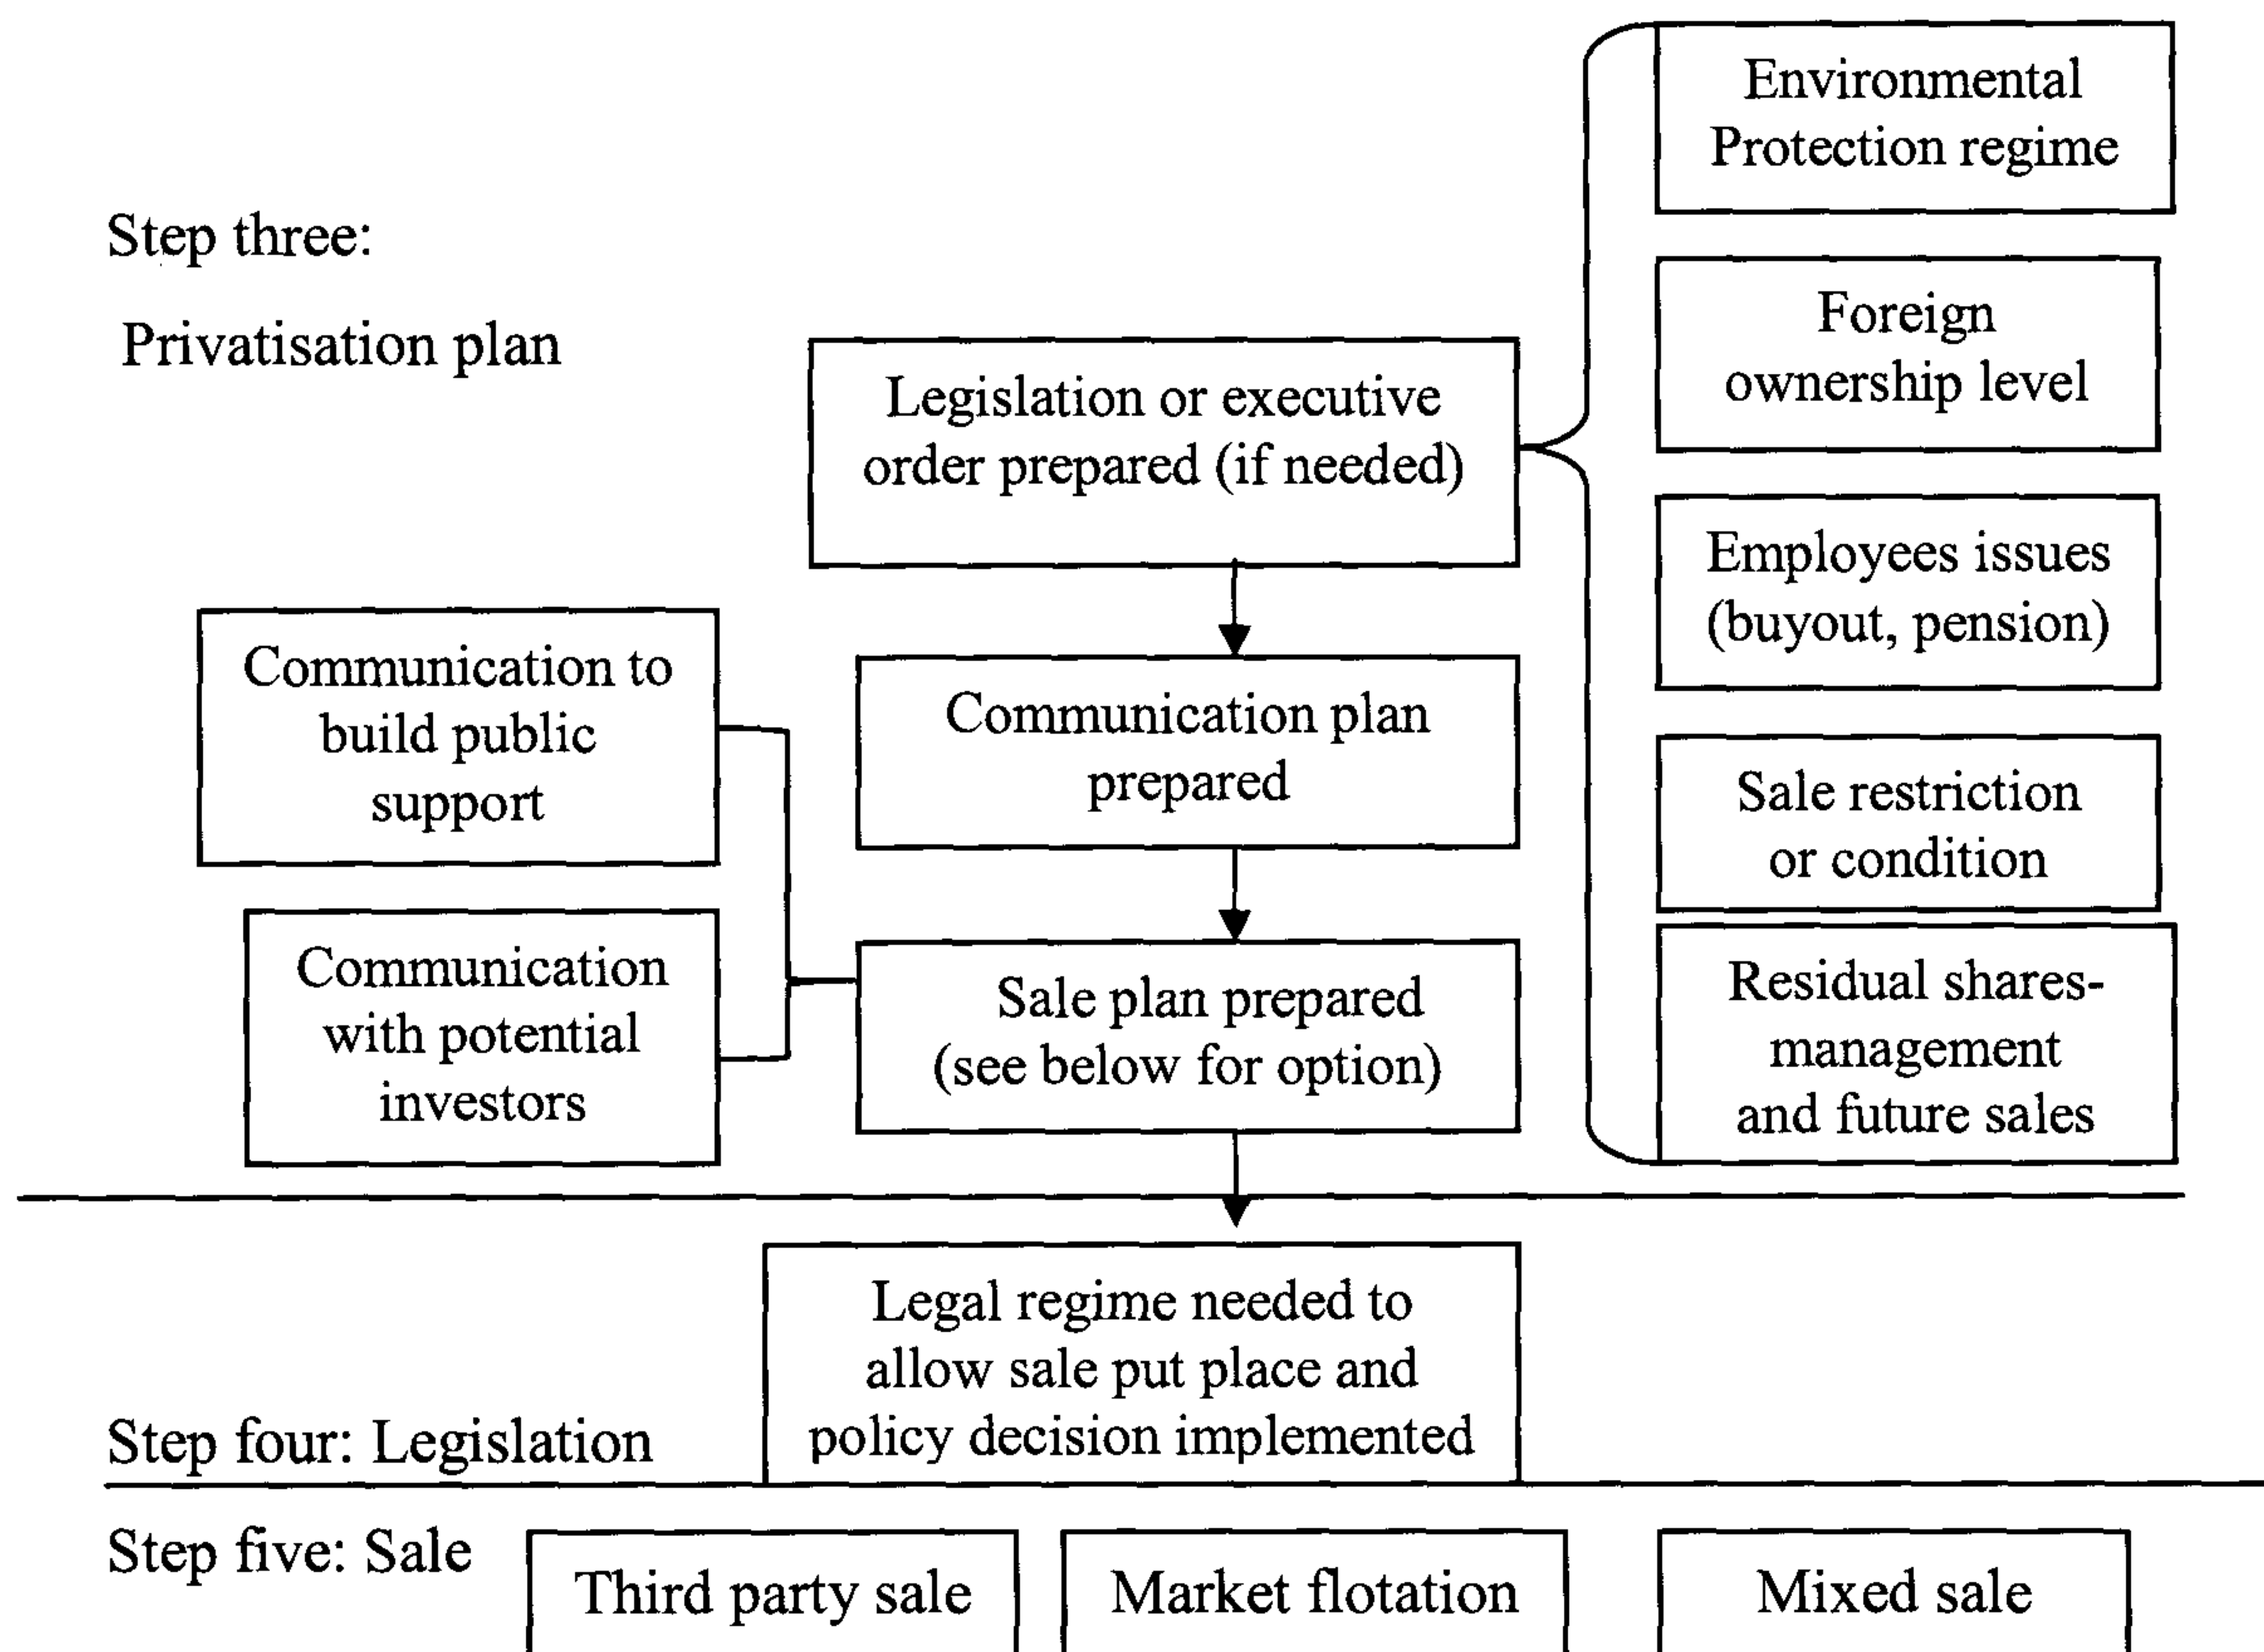 Environmental
Protection regime
Step three:
Privatisation plan
Foreign
ownership level
Legislation or executive
order prepared (if needed)
Employees issues
(buyout, pension)
Communication to
build public
support
Communication plan
prepared
Sale restriction
or condition
Communication
with potential
investors
Sale plan prepared
(see below for option)
Residual shares-
management
and future sales
Legal regime needed to
allow sale put place and
policy decision implemented
Step four: Legislation
Step five: Sale
Third party sale
Market flotation
Mixed sale